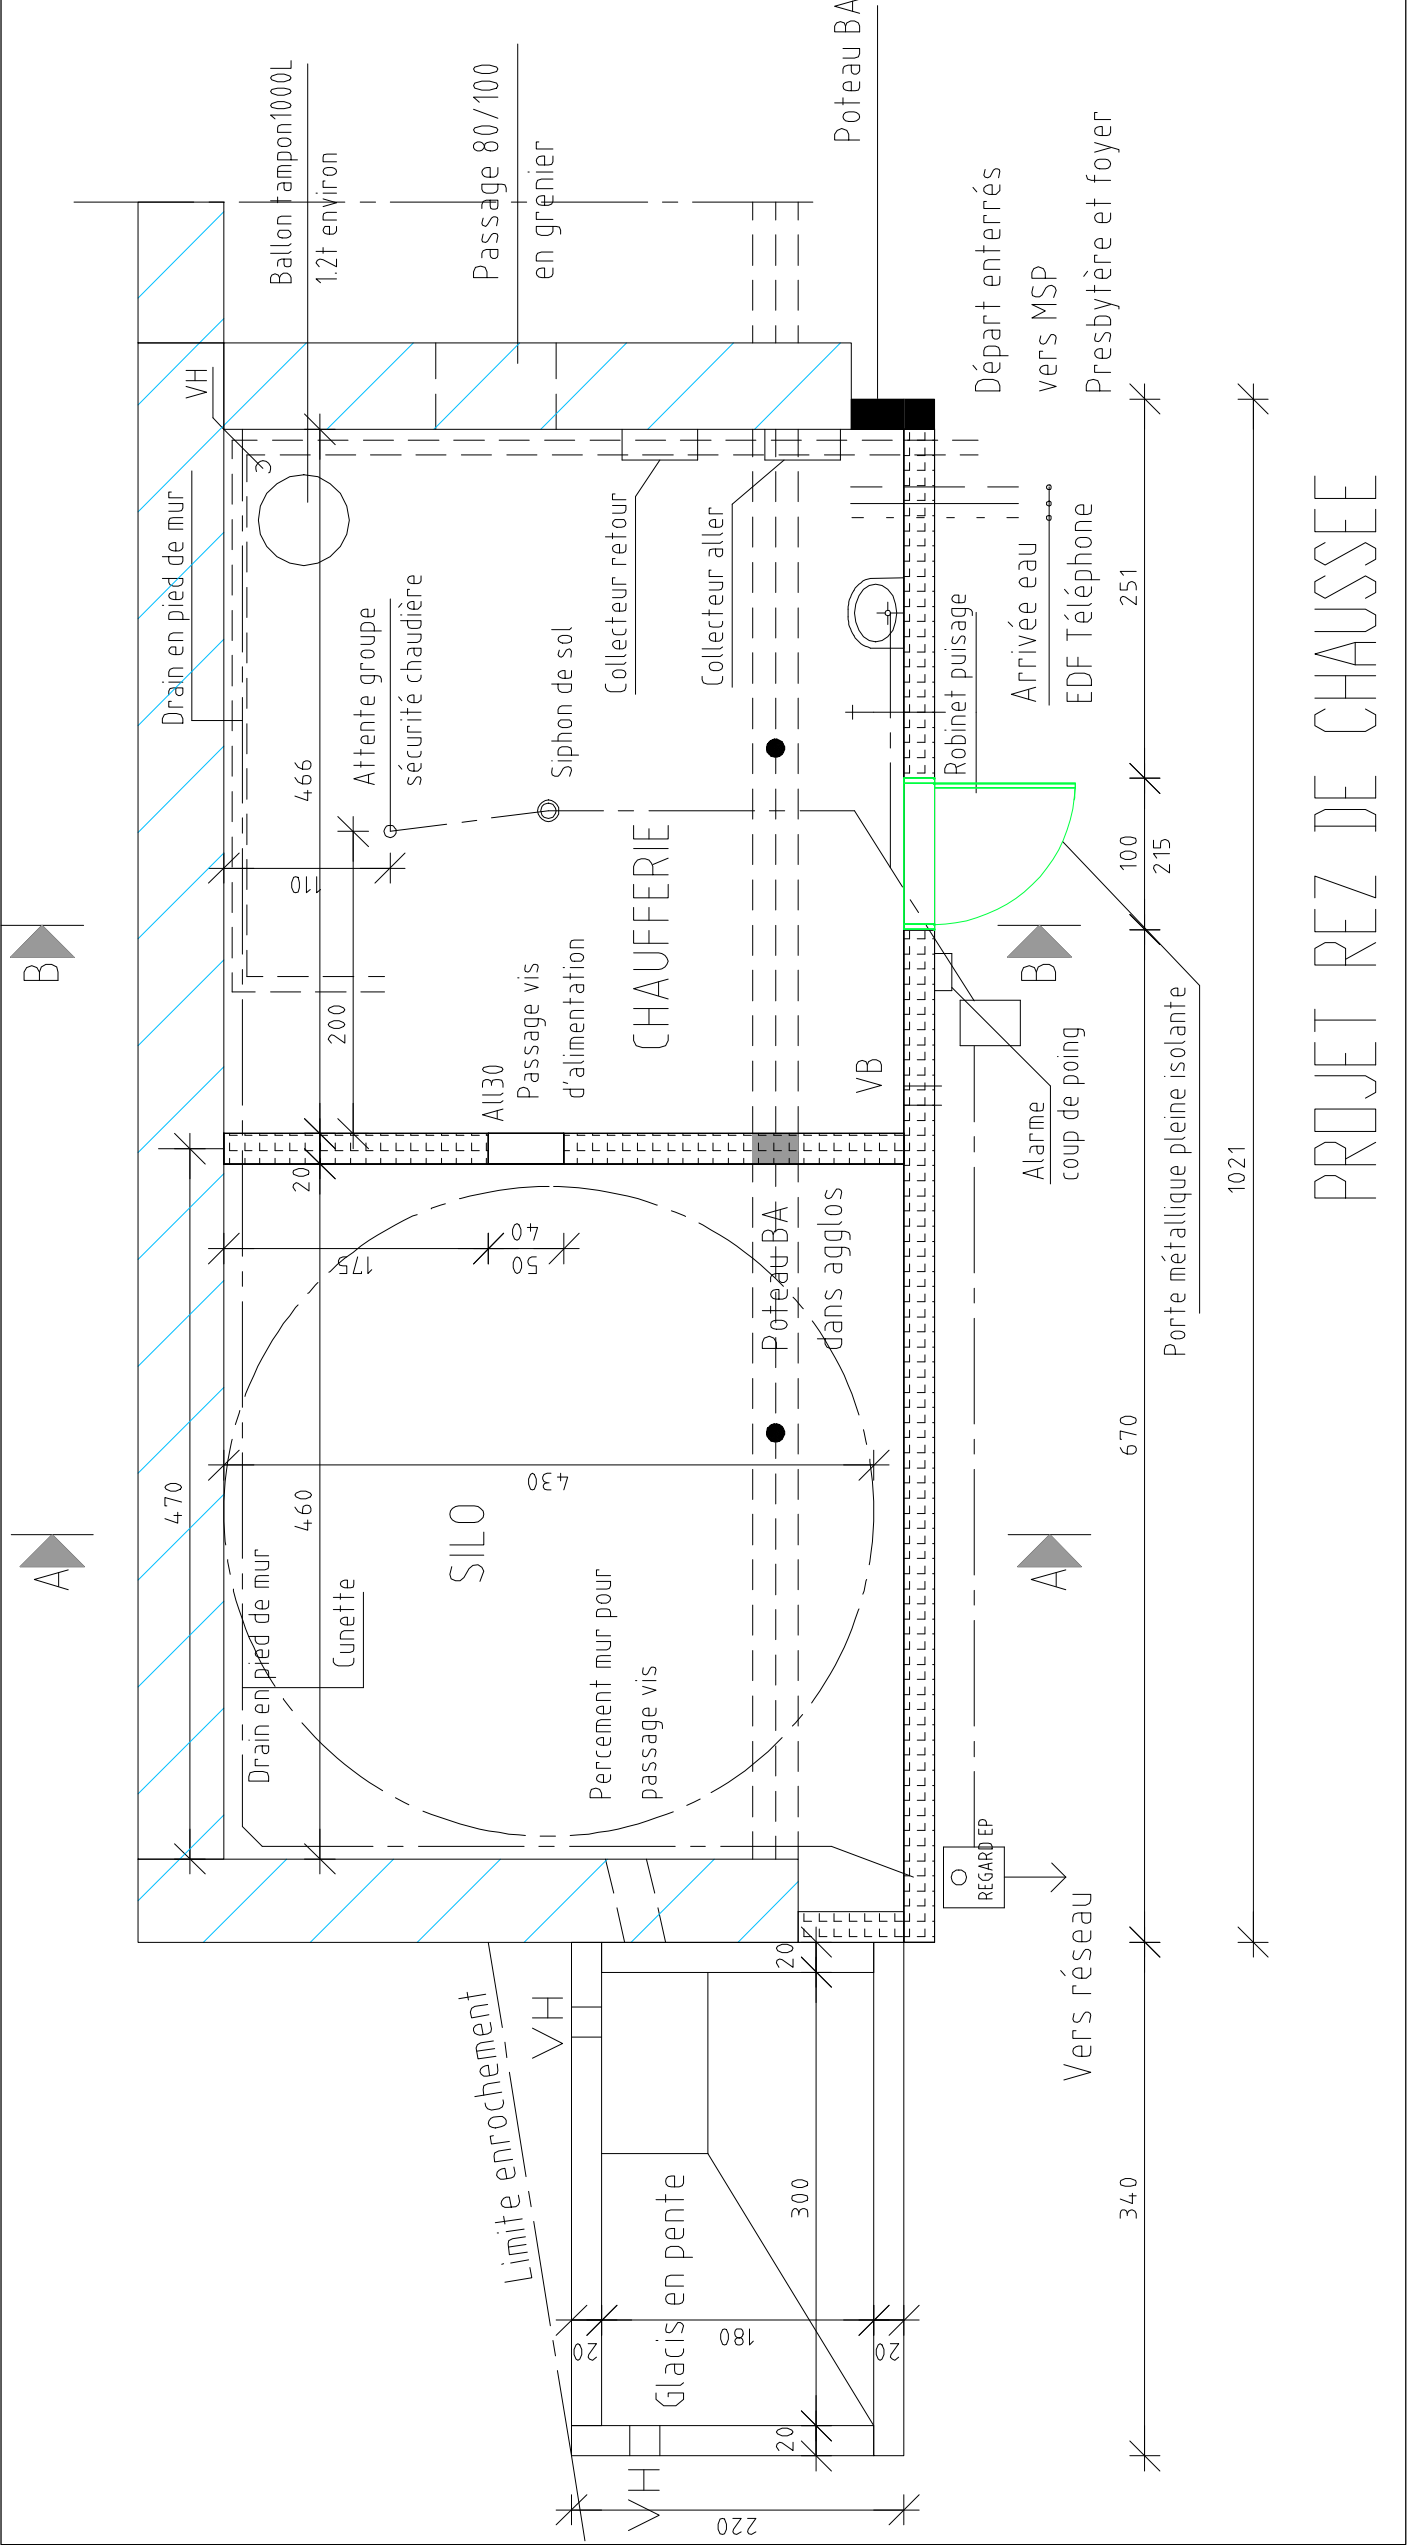 Limite enrochement
VH
VH
Glacis en pente
220
20
180
20
20
300
20
340
A
470
460
Drain en pied de mur
Cunette
SILO
430
Percement mur pour
passage vis
REGARD EP
Vers réseau
A
670
175
50
40
20
Poteau BA
dans agglos
B
200
110
466
All30
Passage vis
d'alimentation
CHAUFFERIE
VB
Alarme
coup de poing
B
Porte métallique pleine isolante
1021
100
215
251
Drain en pied de mur
VH
Attente groupe
sécurité chaudière
Siphon de sol
Collecteur retour
Collecteur aller
Robinet puisage
Arrivée eau
EDF Téléphone
Ballon tampon1000L
1.2t environ
Passage 80/100
en grenier
Poteau BA
Départ enterrés
vers MSP
Presbytère et foyer
PROJET REZ DE CHAUSSEE